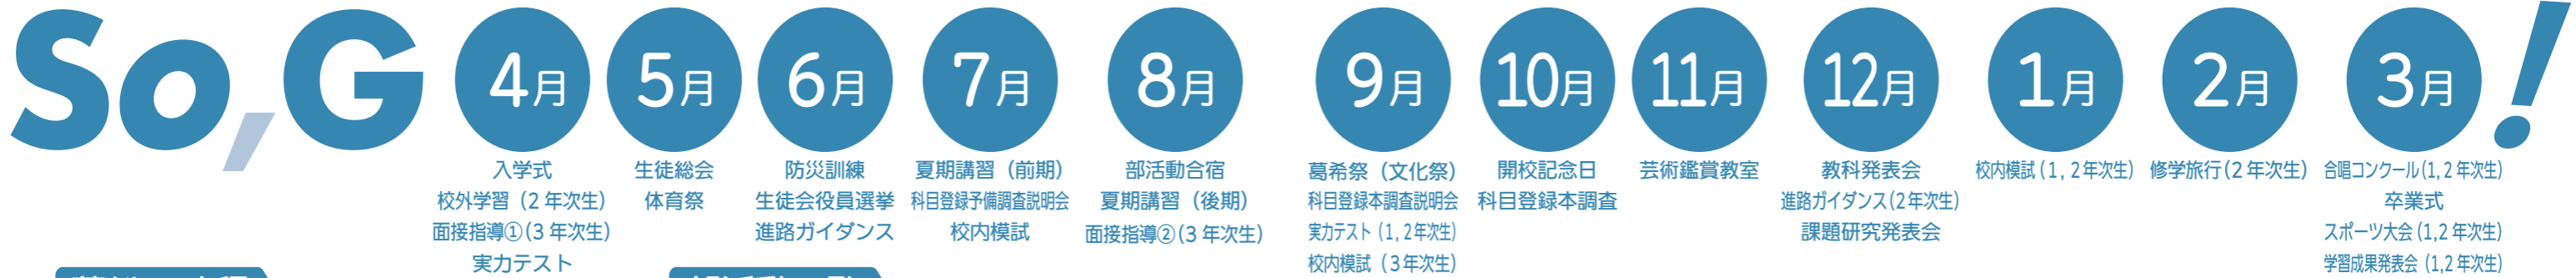 So,G
4月
入学式
校外学習(2年次生)
面接指導①(3年次生)
実力テスト
5月
生徒総会
体育祭
6月
防災訓練
生徒会役員選挙
進路ガイダンス
7月
夏期講習(前期)
科目登録予備調査説明会
校内模試
8月
部活動合宿
夏期講習(後期)
面接指導②(3年次生)
9月
葛希祭(文化祭)
科目登録本調査説明会
実力テスト(1,2年次生)
校内模試(3年次生)
10月
開校記念日
科目登録本調査
11月
芸術鑑賞教室
12月
教科発表会
進路ガイダンス(2年次生)
課題研究発表会
1月
校内模試(1,2年次生)
2月
修学旅行(2年次生)
3月
合唱コンクール(1,2年次生)
卒業式
スポーツ大会(1,2年次生)
学習成果発表会(1,2年次生)
!